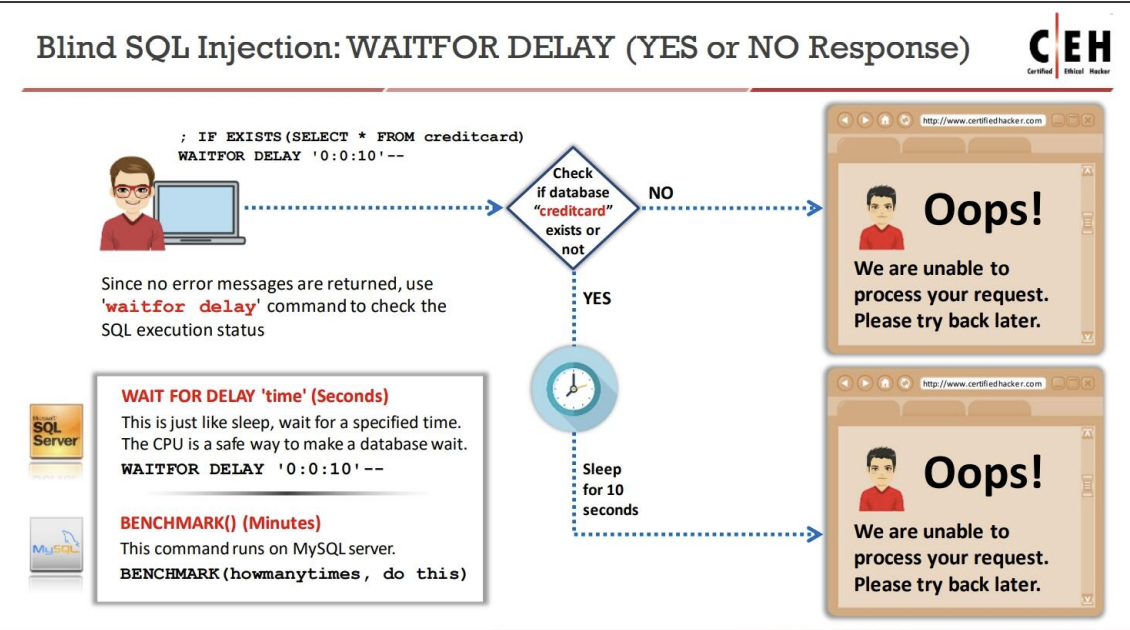 Blind SQL Injection: WAITFOR DELAY (YES or NO Response)
C|EH
Certified Ethical Hacker
; IF EXISTS(SELECT * FROM creditcard)
WAITFOR DELAY '0:0:10'--
Since no error messages are returned, use
'waitfor delay' command to check the
SQL execution status
Check
if database
“creditcard”
exists or
not
NO
YES
Sleep
for 10
seconds
http://www.certifiedhacker.com
Oops!
We are unable to
process your request.
Please try back later.
http://www.certifiedhacker.com
Oops!
We are unable to
process your request.
Please try back later.
Microsoft
SQL
Server
WAIT FOR DELAY 'time' (Seconds)
This is just like sleep, wait for a specified time.
The CPU is a safe way to make a database wait.
WAITFOR DELAY '0:0:10'--
MySQL
BENCHMARK() (Minutes)
This command runs on MySQL server.
BENCHMARK(howmanytimes, do this)